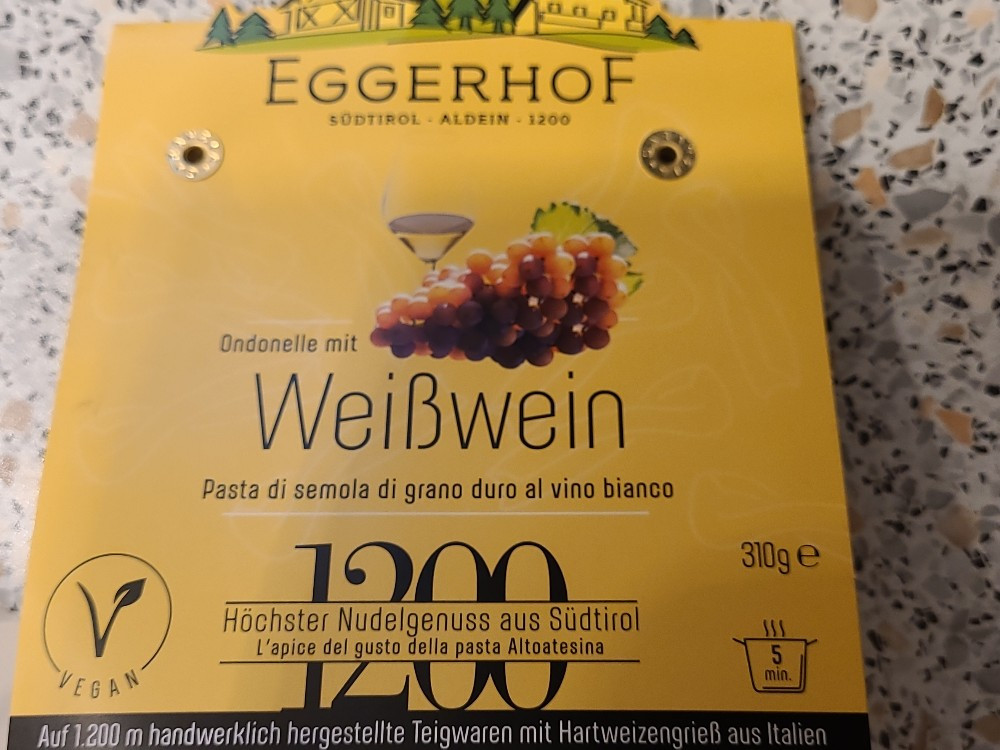 EGGERHOF
SÜDTIROL · ALDEIN · 1200
Ondonelle mit
Weißwein
Pasta di semola di grano duro al vino bianco
310g ℮
1200
Höchster Nudelgenuss aus Südtirol
L'apice del gusto della pasta Altoatesina
VEGAN
5
min.
Auf 1.200 m handwerklich hergestellte Teigwaren mit Hartweizengrieß aus Italien